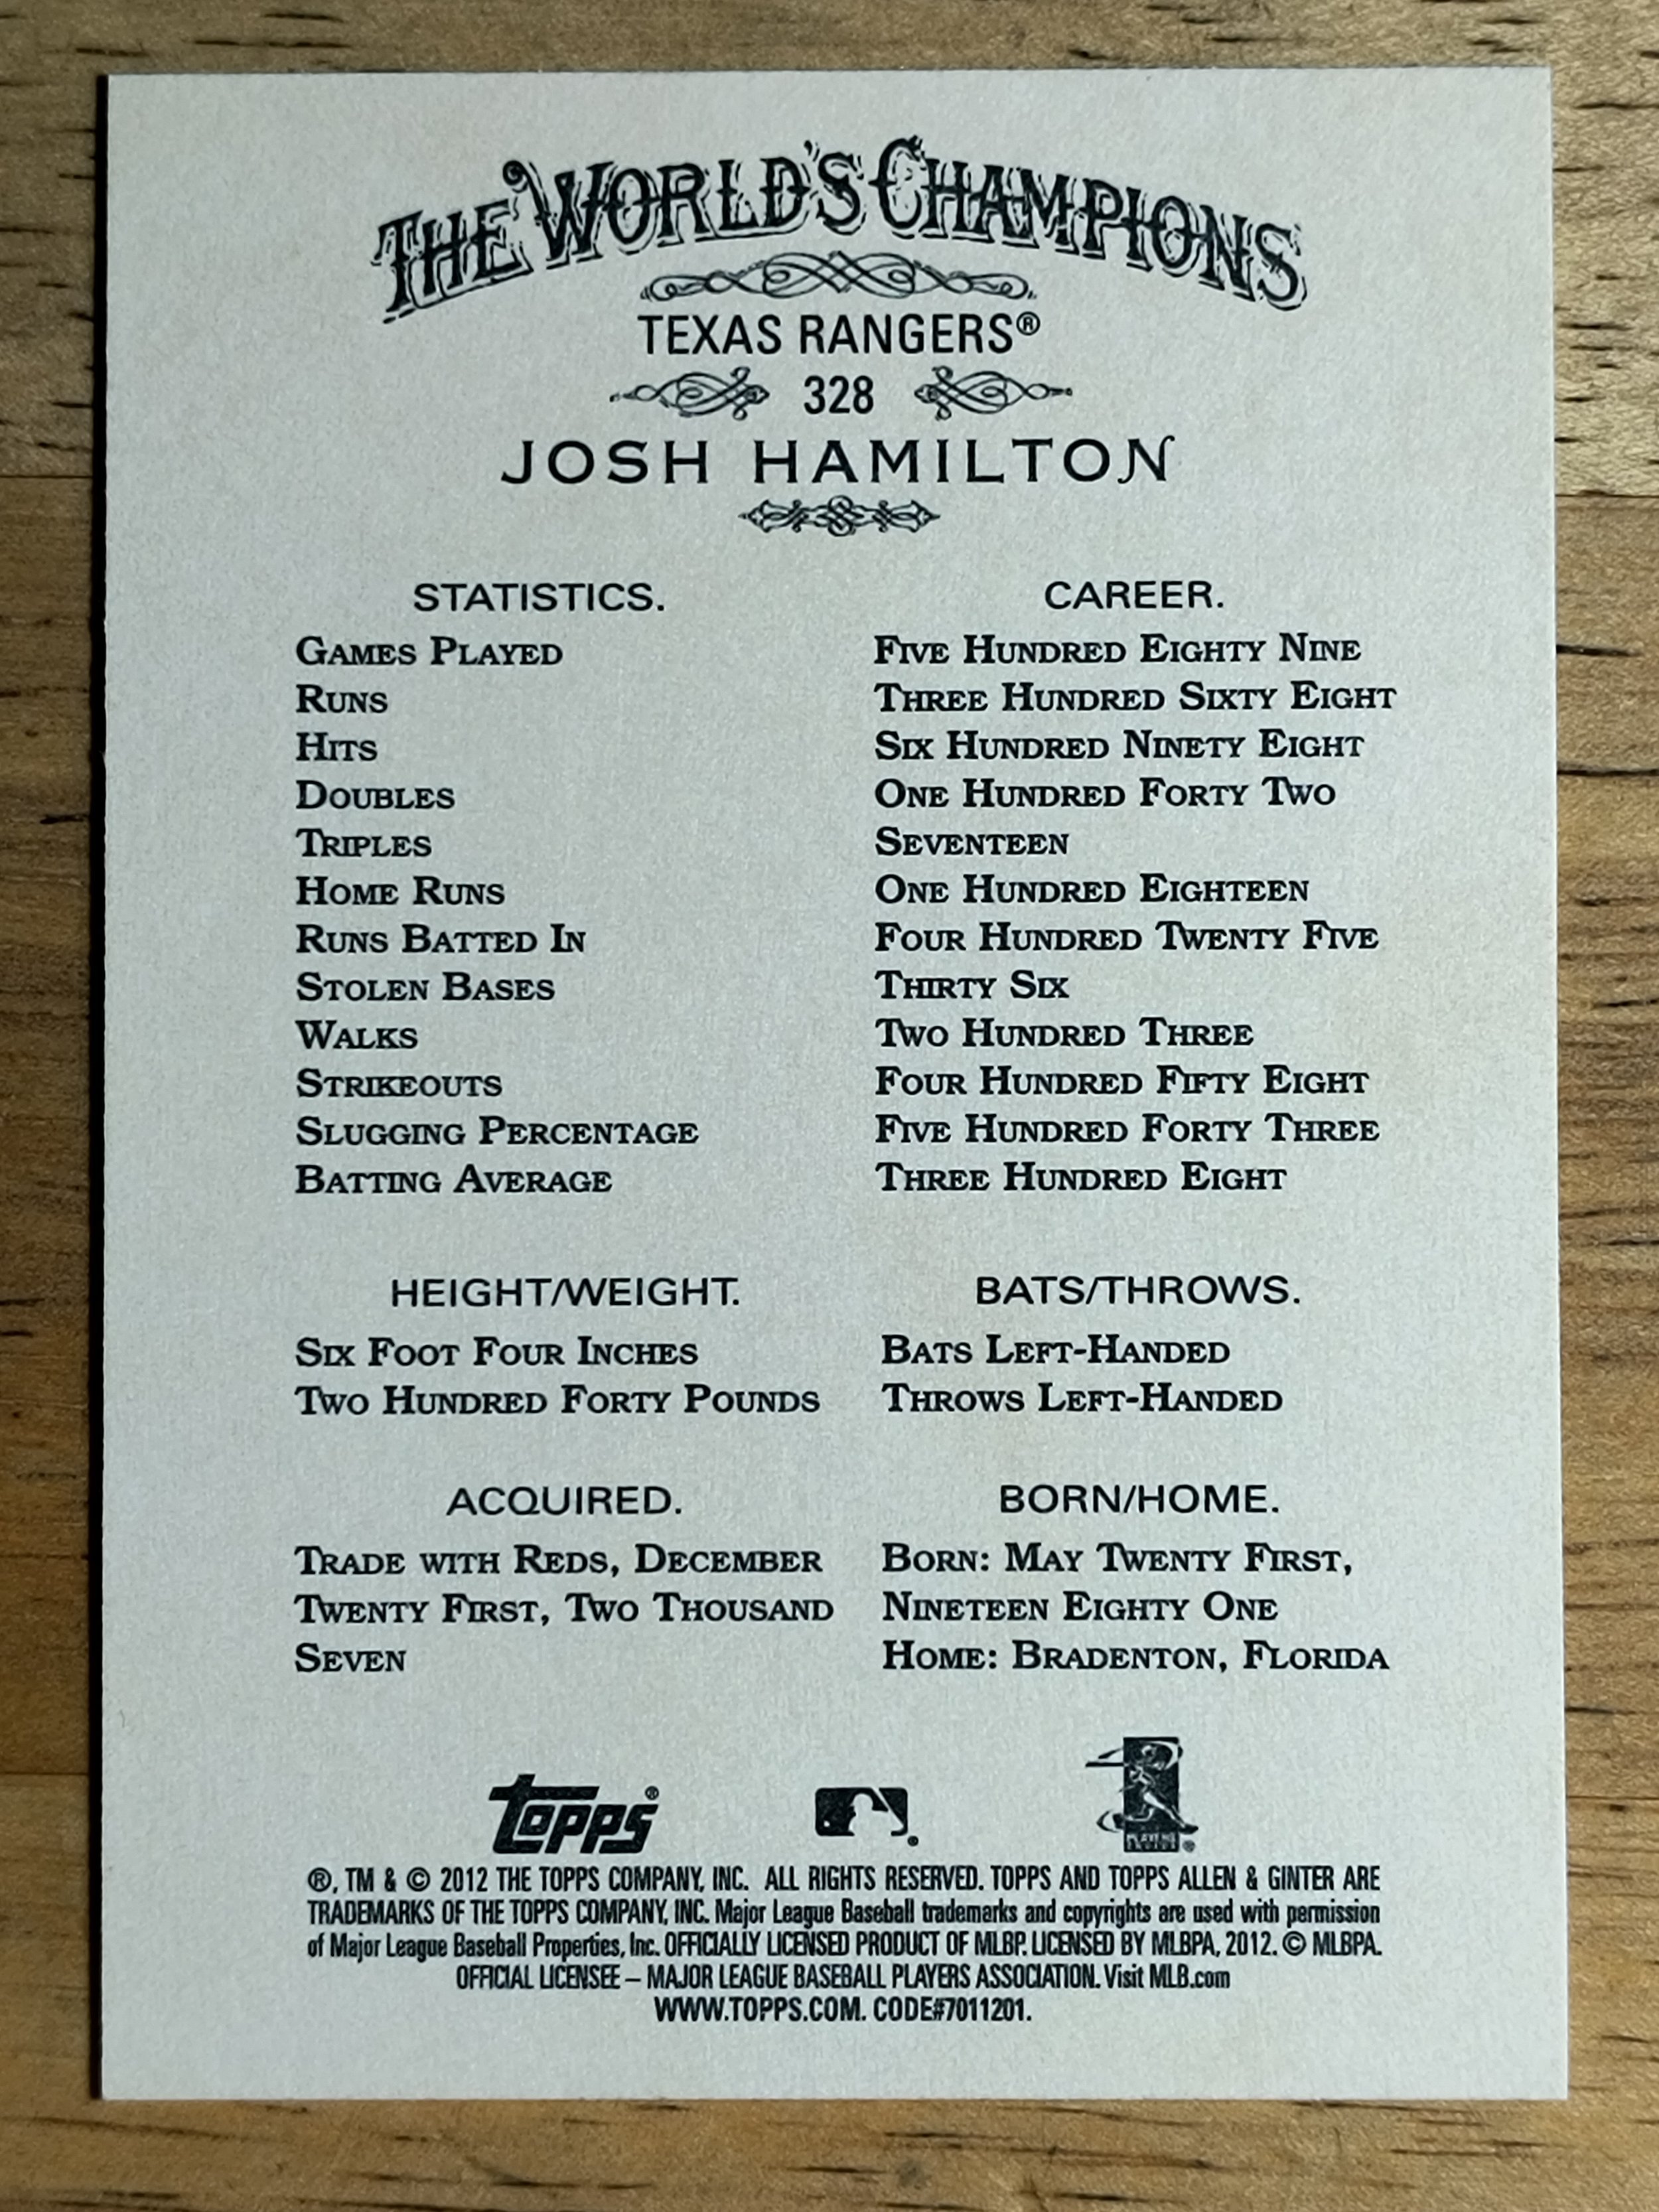 THE WORLD'S CHAMPIONS
TEXAS RANGERS®
328
JOSH HAMILTON
STATISTICS. CAREER.
GAMES PLAYED FIVE HUNDRED EIGHTY NINE
RUNS THREE HUNDRED SIXTY EIGHT
HITS SIX HUNDRED NINETY EIGHT
DOUBLES ONE HUNDRED FORTY TWO
TRIPLES SEVENTEEN
HOME RUNS ONE HUNDRED EIGHTEEN
RUNS BATTED IN FOUR HUNDRED TWENTY FIVE
STOLEN BASES THIRTY SIX
WALKS TWO HUNDRED THREE
STRIKEOUTS FOUR HUNDRED FIFTY EIGHT
SLUGGING PERCENTAGE FIVE HUNDRED FORTY THREE
BATTING AVERAGE THREE HUNDRED EIGHT
HEIGHT/WEIGHT.
SIX FOOT FOUR INCHES
TWO HUNDRED FORTY POUNDS
BATS/THROWS.
BATS LEFT-HANDED
THROWS LEFT-HANDED
ACQUIRED.
TRADE WITH REDS, DECEMBER
TWENTY FIRST, TWO THOUSAND
SEVEN
BORN/HOME.
BORN: MAY TWENTY FIRST,
NINETEEN EIGHTY ONE
HOME: BRADENTON, FLORIDA
topps®
PLAYERS
®, TM & © 2012 THE TOPPS COMPANY, INC. ALL RIGHTS RESERVED. TOPPS AND TOPPS ALLEN & GINTER ARE
TRADEMARKS OF THE TOPPS COMPANY, INC. Major League Baseball trademarks and copyrights are used with permission
of Major League Baseball Properties, Inc. OFFICIALLY LICENSED PRODUCT OF MLBP. LICENSED BY MLBPA, 2012. © MLBPA.
OFFICIAL LICENSEE – MAJOR LEAGUE BASEBALL PLAYERS ASSOCIATION. Visit MLB.com
WWW.TOPPS.COM. CODE#7011201.